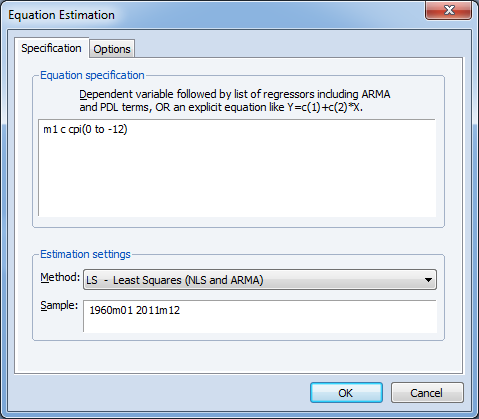 Equation Estimation
Specification
Options
Equation specification
Dependent variable followed by list of regressors including ARMA
and PDL terms, OR an explicit equation like Y=c(1)+c(2)*X.
m1 c cpi(0 to -12)
Estimation settings
Method: LS - Least Squares (NLS and ARMA)
Sample: 1960m01 2011m12
OK
Cancel